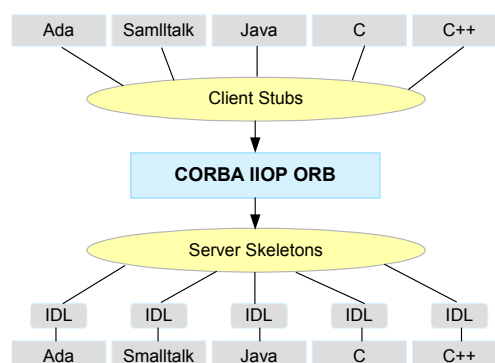 Ada Samlltalk Java C C++
Client Stubs
CORBA IIOP ORB
Server Skeletons
IDL IDL IDL IDL IDL
Ada Smalltalk Java C C++